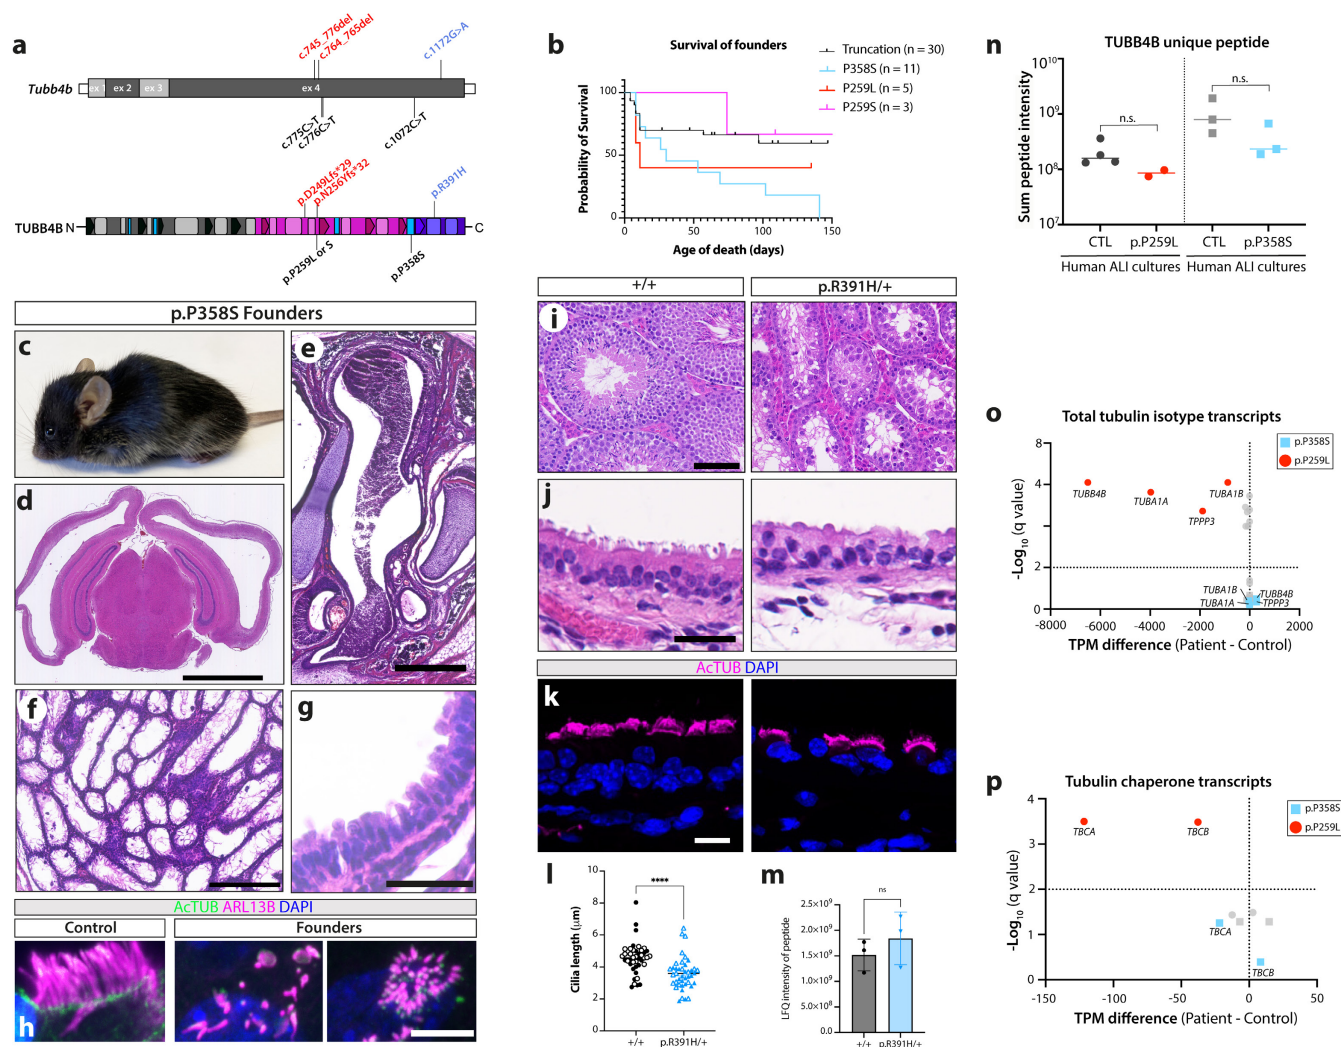 a
c.745_776del
c.764_765del
c.1172G>A
Tubb4b
ex 1
ex 2
ex 3
ex 4
c.775C>T
c.776C>T
c.1072C>T
p.D249Lfs*29
p.N256Yfs*32
p.R391H
TUBB4B N
C
p.P259L or S
p.P358S
b
Survival of founders
Probability of Survival
100
50
0
0
50
100
150
Age of death (days)
Truncation (n = 30)
P358S (n = 11)
P259L (n = 5)
P259S (n = 3)
p.P358S Founders
c
d
e
f
g
AcTUB ARL13B DAPI
Control
Founders
h
+/+
p.R391H/+
i
j
AcTUB DAPI
k
l
Cilia length (μm)
10
8
6
4
2
0
****
+/+
p.R391H/+
m
LFQ intensity of peptide
2.5×10⁹
2.0×10⁹
1.5×10⁹
1.0×10⁹
5.0×10⁸
0.0
ns
+/+
p.R391H/+
n
TUBB4B unique peptide
Sum peptide intensity
10¹⁰
10⁹
10⁸
10⁷
n.s.
n.s.
CTL
p.P259L
CTL
p.P358S
Human ALI cultures
Human ALI cultures
o
Total tubulin isotype transcripts
p.P358S
p.P259L
-Log₁₀ (q value)
8
4
2
0
TUBB4B
TUBA1A
TUBA1B
TPPP3
TUBA1B
TUBB4B
TUBA1A
TPPP3
-8000
-6000
-4000
-2000
0
2000
TPM difference (Patient - Control)
p
Tubulin chaperone transcripts
p.P358S
p.P259L
-Log₁₀ (q value)
4
3
2
1
0
TBCA
TBCB
TBCA
TBCB
-150
-100
-50
0
50
TPM difference (Patient - Control)